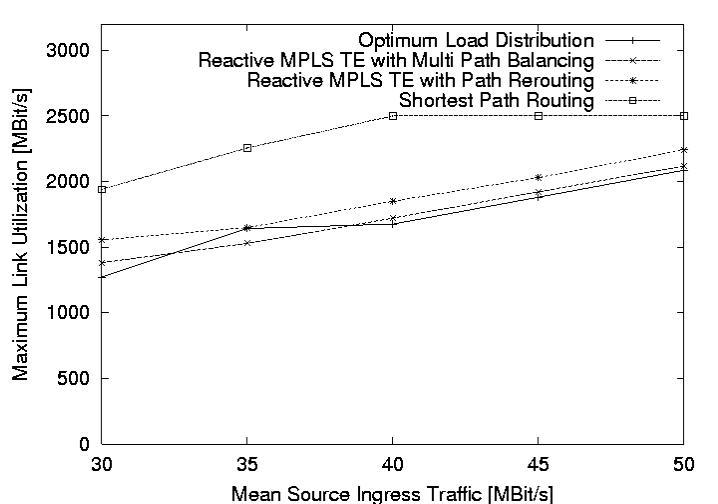 3000
2500
2000
1500
1000
500
0
Maximum Link Utilization [MBit/s]
Optimum Load Distribution
Reactive MPLS TE with Multi Path Balancing
Reactive MPLS TE with Path Rerouting
Shortest Path Routing
30 35 40 45 50
Mean Source Ingress Traffic [MBit/s]